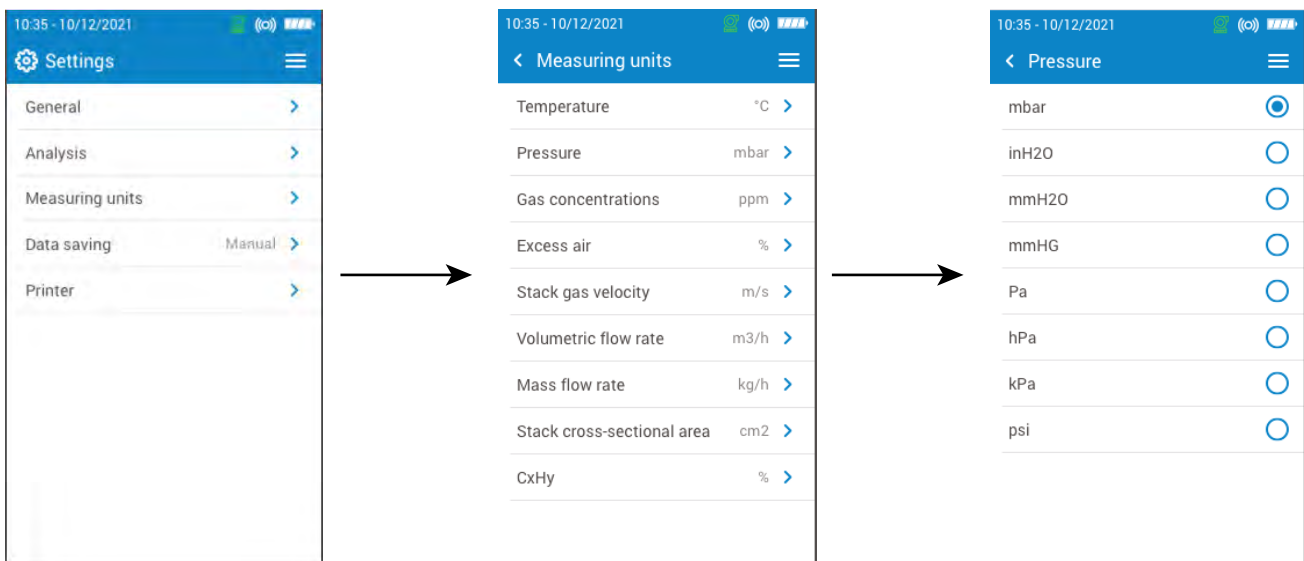 10:35 - 10/12/2021
Settings
General
Analysis
Measuring units
Data saving Manual
Printer
10:35 - 10/12/2021
Measuring units
Temperature °C
Pressure mbar
Gas concentrations ppm
Excess air %
Stack gas velocity m/s
Volumetric flow rate m3/h
Mass flow rate kg/h
Stack cross-sectional area cm2
CxHy %
10:35 - 10/12/2021
Pressure
mbar
inH2O
mmH2O
mmHG
Pa
hPa
kPa
psi